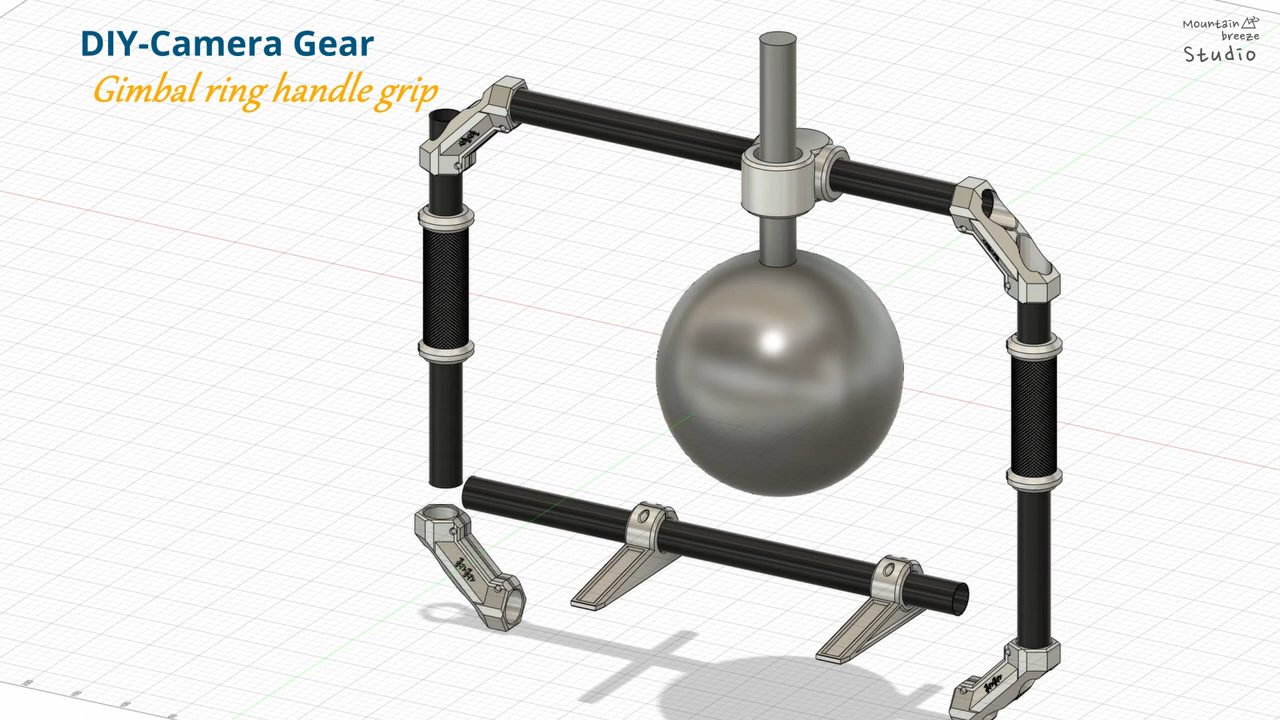 DIY-Camera Gear
Gimbal ring handle grip
Mountain
breeze
Studio